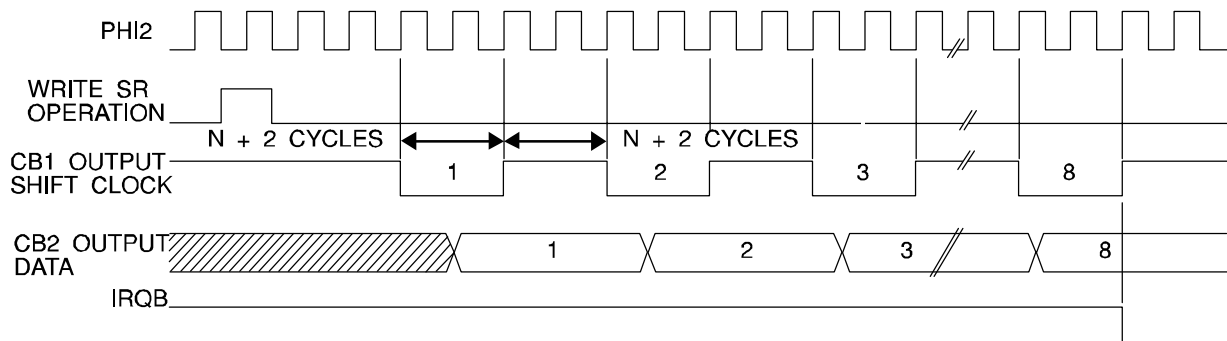 PHI2
WRITE SR
OPERATION
N + 2 CYCLES
N + 2 CYCLES
CB1 OUTPUT
SHIFT CLOCK
1
2
3
8
CB2 OUTPUT
DATA
1
2
3
8
IRQB